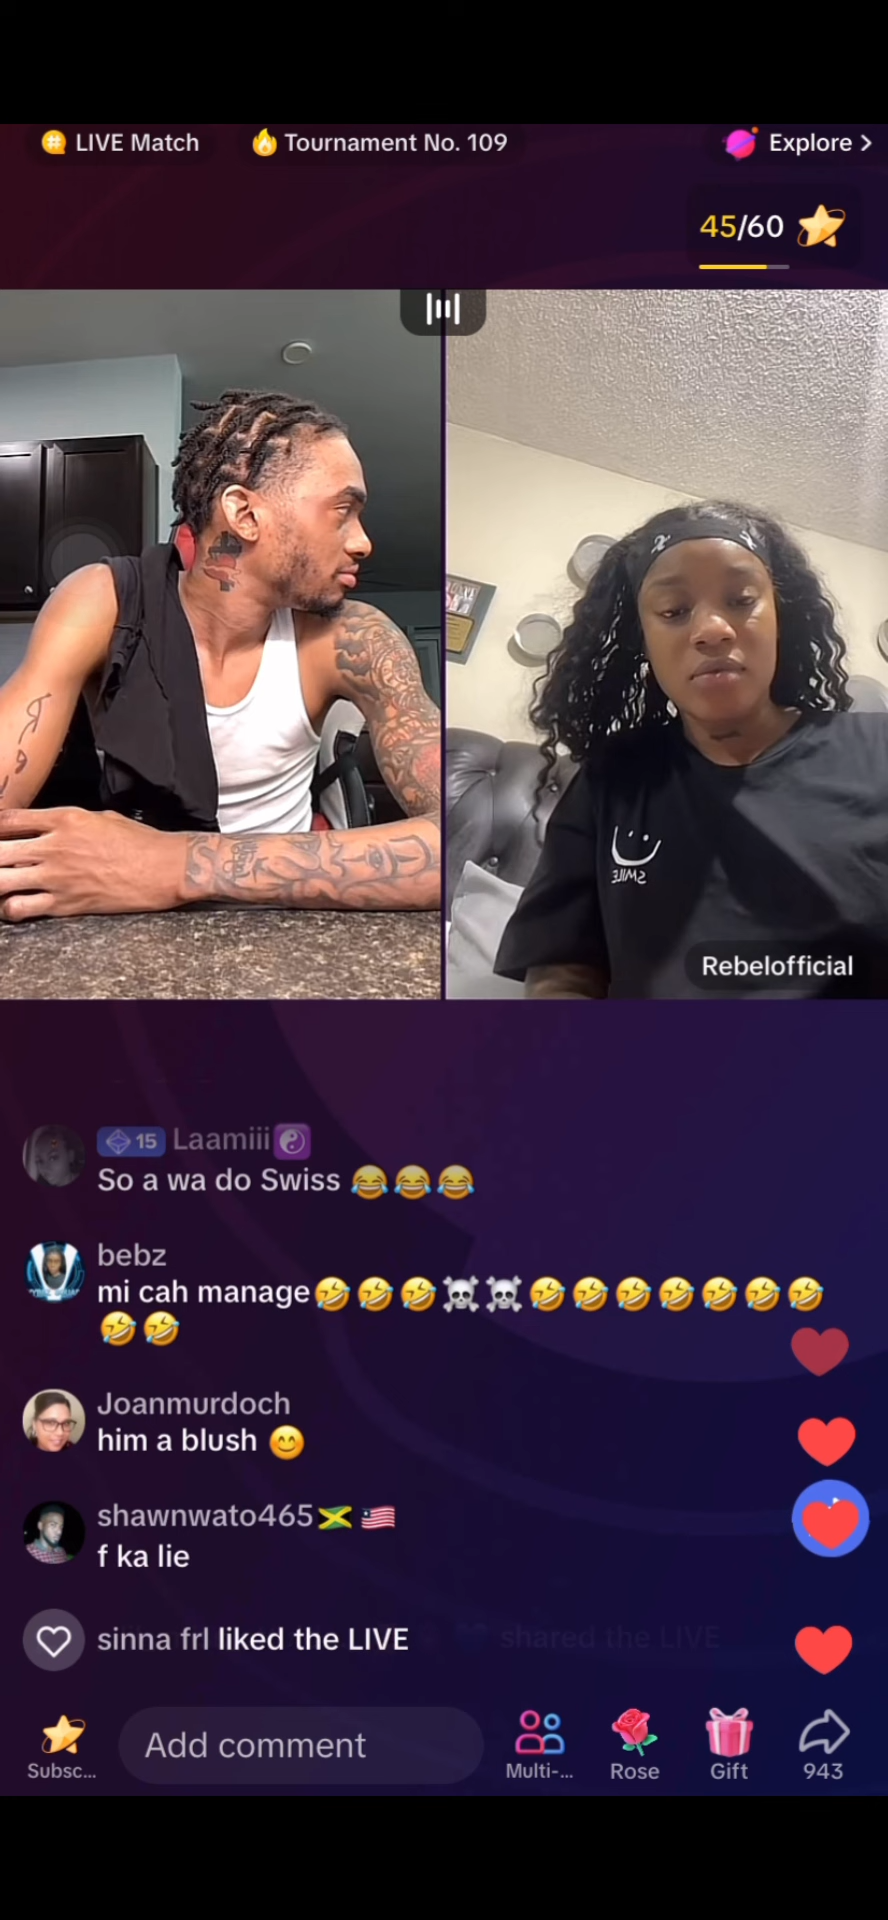 LIVE Match
Tournament No. 109
Explore >
45/60
SMILE
Rebelofficial
15 Laamiii
So a wa do Swiss 😂😂😂
bebz
mi cah manage🤣🤣🤣☠️☠️🤣🤣🤣🤣🤣🤣🤣
🤣🤣
Joanmurdoch
him a blush 😊
shawnwato465🇯🇲🇱🇷
f ka lie
sinna frl liked the LIVE
shared the LIVE
Add comment
Subsc...
Multi-...
Rose
Gift
943